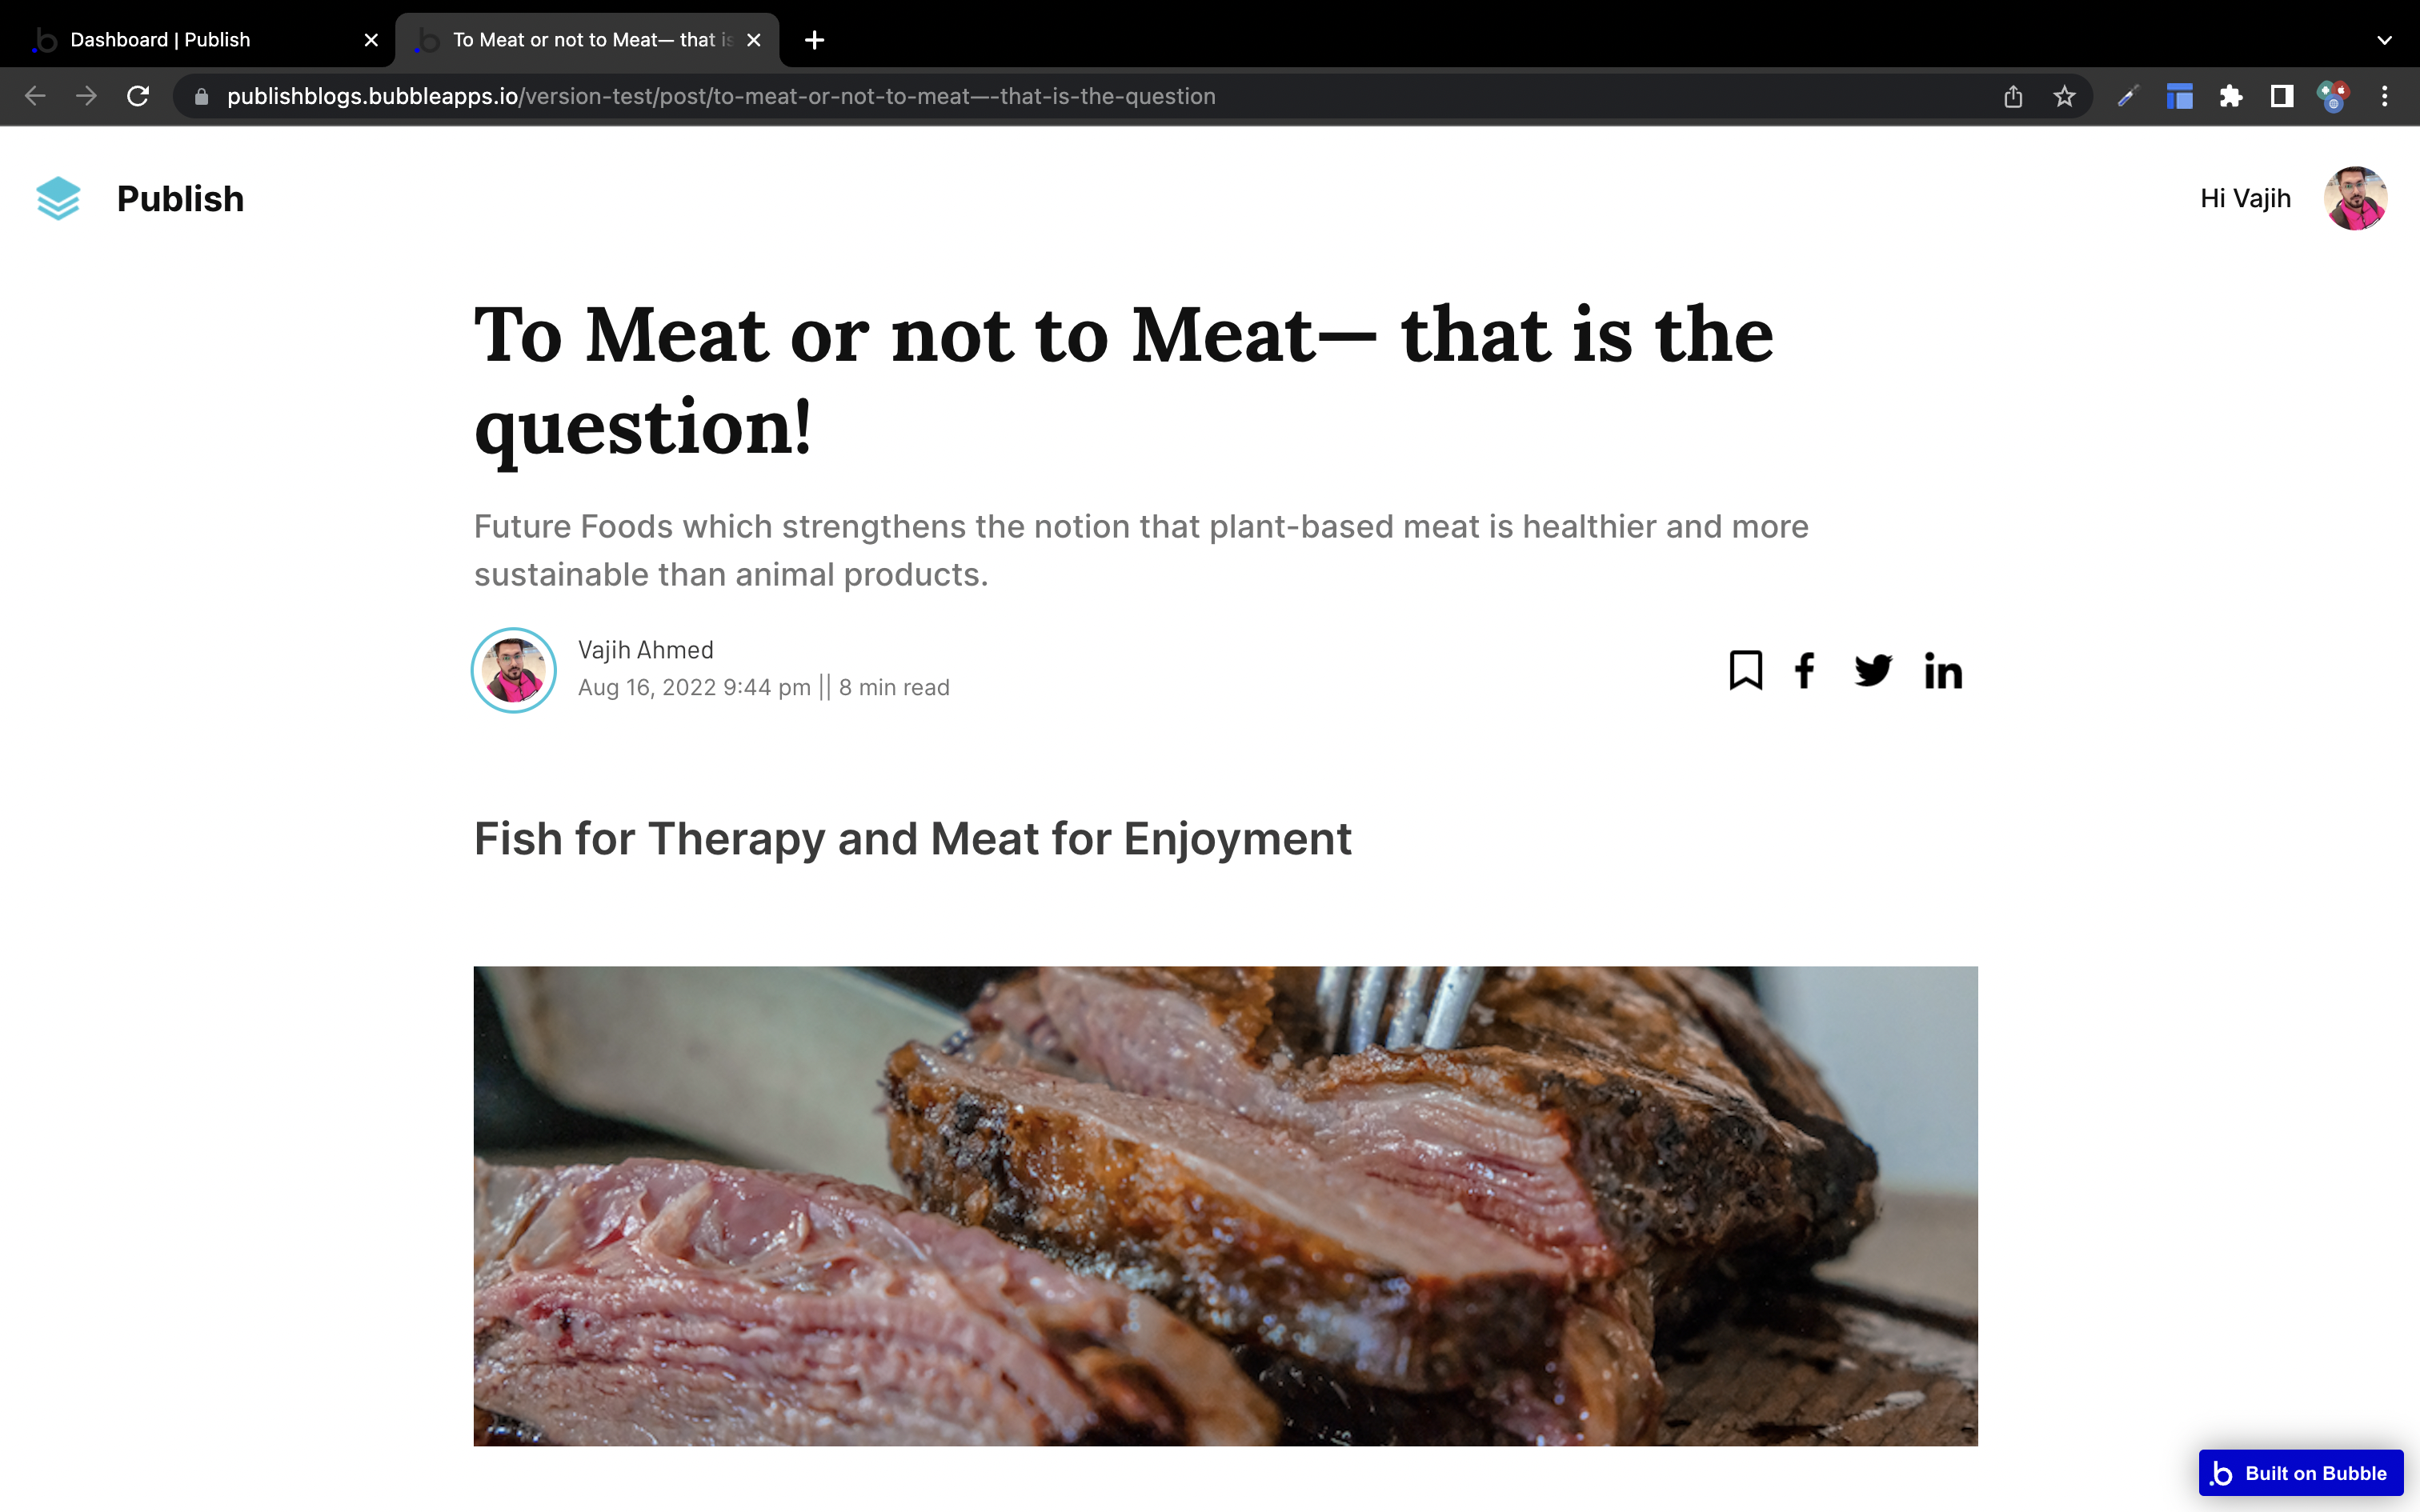 Dashboard | Publish
To Meat or not to Meat— that is
publishblogs.bubbleapps.io/version-test/post/to-meat-or-not-to-meat—-that-is-the-question
Publish
Hi Vajih
To Meat or not to Meat— that is the
question!
Future Foods which strengthens the notion that plant-based meat is healthier and more
sustainable than animal products.
Vajih Ahmed
Aug 16, 2022 9:44 pm || 8 min read
Fish for Therapy and Meat for Enjoyment
Built on Bubble